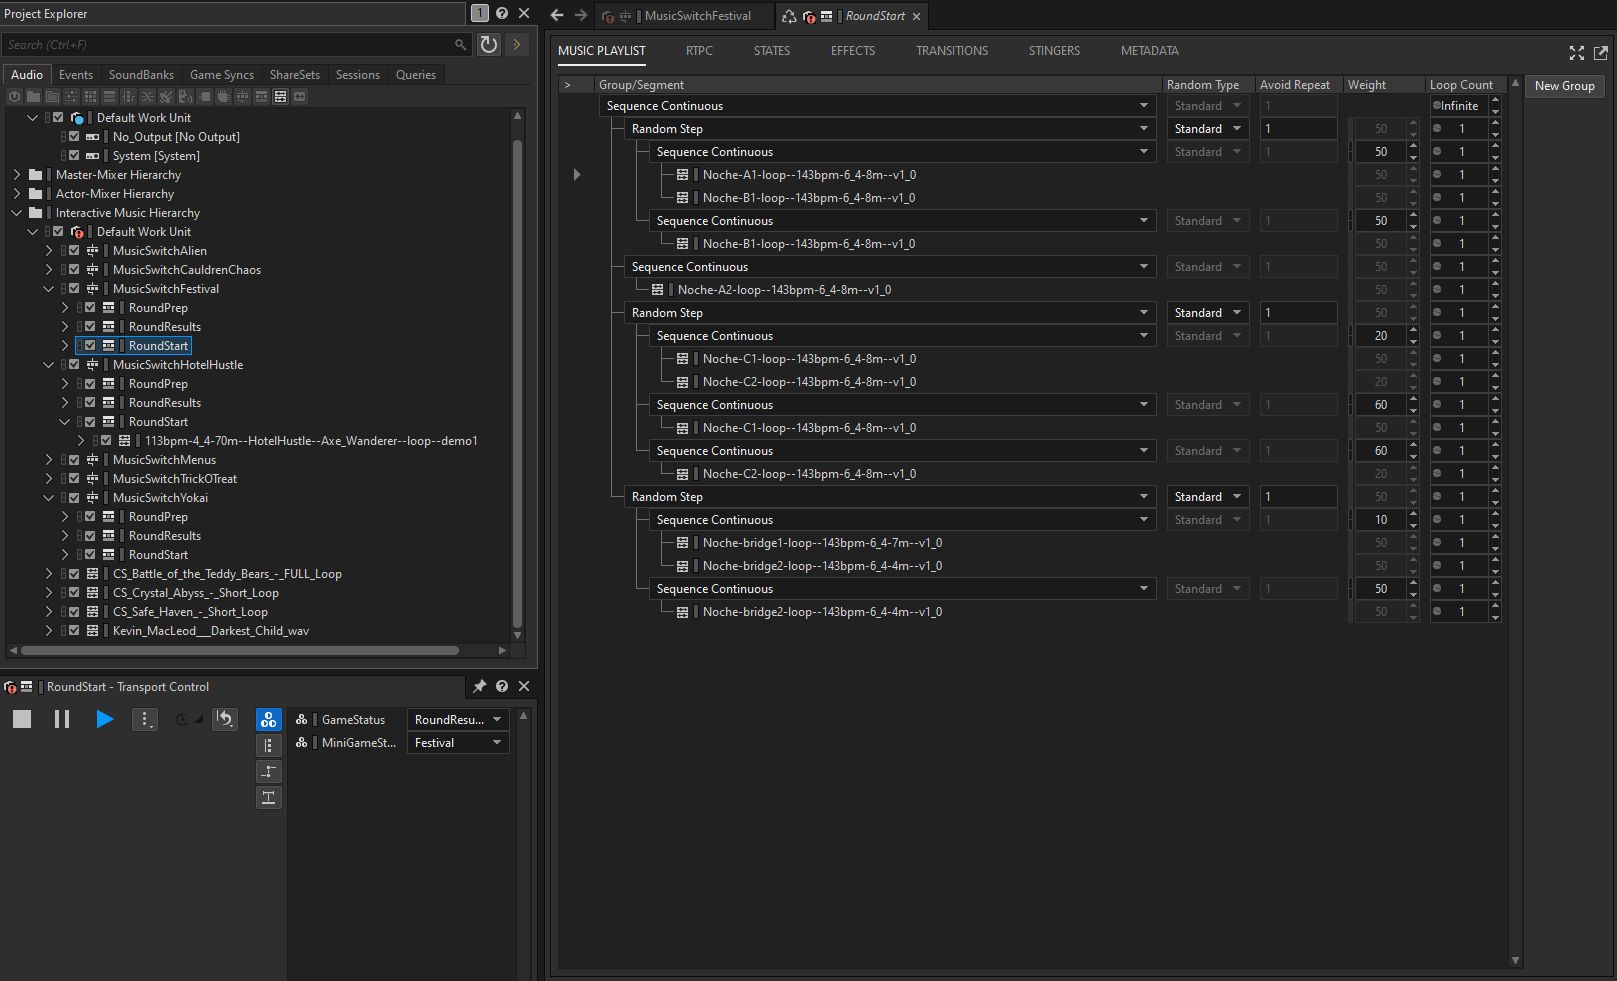 Project Explorer
1
Search (Ctrl+F)
Audio Events SoundBanks Game Syncs ShareSets Sessions Queries
Default Work Unit
No_Output [No Output]
System [System]
Master-Mixer Hierarchy
Actor-Mixer Hierarchy
Interactive Music Hierarchy
Default Work Unit
MusicSwitchAlien
MusicSwitchCauldrenChaos
MusicSwitchFestival
RoundPrep
RoundResults
RoundStart
MusicSwitchHotelHustle
RoundPrep
RoundResults
RoundStart
113bpm-4_4-70m--HotelHustle--Axe_Wanderer--loop--demo1
MusicSwitchMenus
MusicSwitchTrickOTreat
MusicSwitchYokai
RoundPrep
RoundResults
RoundStart
CS_Battle_of_the_Teddy_Bears_-_FULL_Loop
CS_Crystal_Abyss_-_Short_Loop
CS_Safe_Haven_-_Short_Loop
Kevin_MacLeod___Darkest_Child_wav
RoundStart - Transport Control
GameStatus RoundResu...
MiniGameSt... Festival
MusicSwitchFestival RoundStart
MUSIC PLAYLIST RTPC STATES EFFECTS TRANSITIONS STINGERS METADATA
> Group/Segment Random Type Avoid Repeat Weight Loop Count New Group
Sequence Continuous Standard 1 Infinite
Random Step Standard 1 50 1
Sequence Continuous Standard 1 50 1
Noche-A1-loop--143bpm-6_4-8m--v1_0 50 1
Noche-B1-loop--143bpm-6_4-8m--v1_0 50 1
Sequence Continuous Standard 1 50 1
Noche-B1-loop--143bpm-6_4-8m--v1_0 50 1
Sequence Continuous Standard 1 50 1
Noche-A2-loop--143bpm-6_4-8m--v1_0 50 1
Random Step Standard 1 50 1
Sequence Continuous Standard 1 20 1
Noche-C1-loop--143bpm-6_4-8m--v1_0 50 1
Noche-C2-loop--143bpm-6_4-8m--v1_0 20 1
Sequence Continuous Standard 1 60 1
Noche-C1-loop--143bpm-6_4-8m--v1_0 50 1
Sequence Continuous Standard 1 60 1
Noche-C2-loop--143bpm-6_4-8m--v1_0 20 1
Random Step Standard 1 50 1
Sequence Continuous Standard 1 10 1
Noche-bridge1-loop--143bpm-6_4-7m--v1_0 50 1
Noche-bridge2-loop--143bpm-6_4-4m--v1_0 50 1
Sequence Continuous Standard 1 50 1
Noche-bridge2-loop--143bpm-6_4-4m--v1_0 50 1